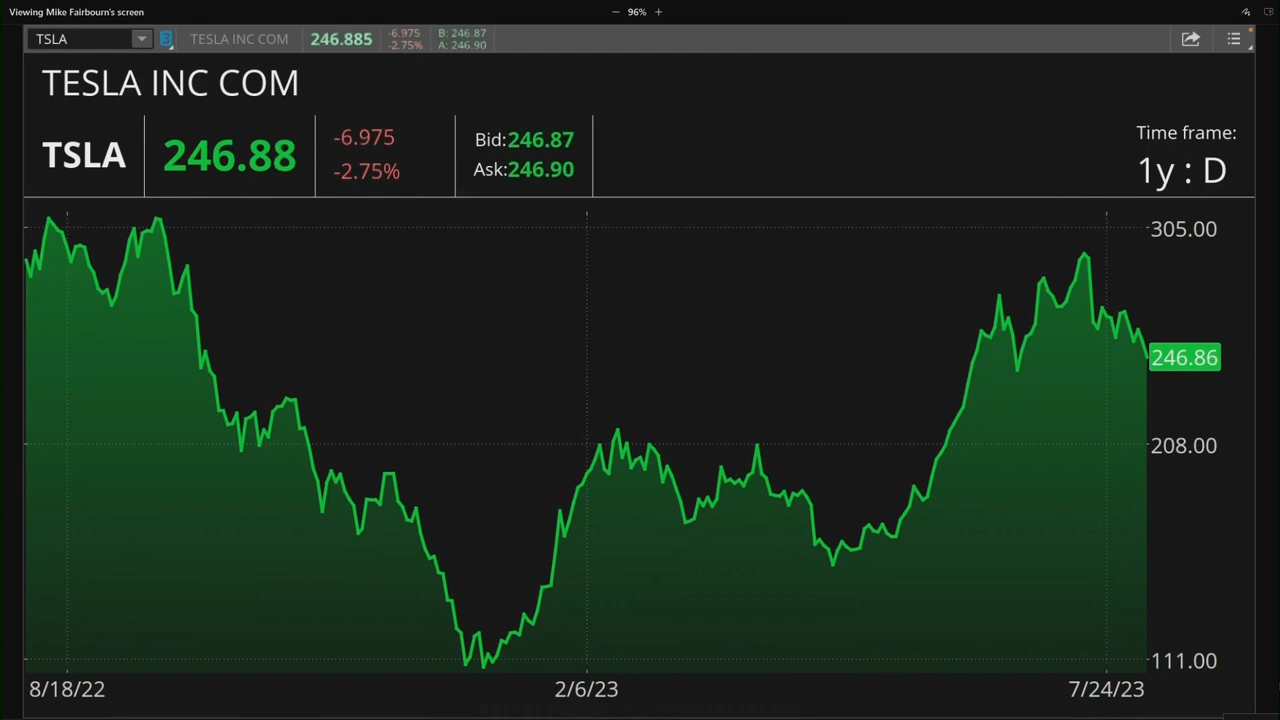 Viewing Mike Fairbourn's screen
− 96% +
TSLA
3
TESLA INC COM
246.885
-6.975
-2.75%
B: 246.87
A: 246.90
TESLA INC COM
TSLA
246.88
-6.975
-2.75%
Bid:246.87
Ask:246.90
Time frame:
1y : D
305.00
246.86
208.00
111.00
8/18/22
2/6/23
7/24/23